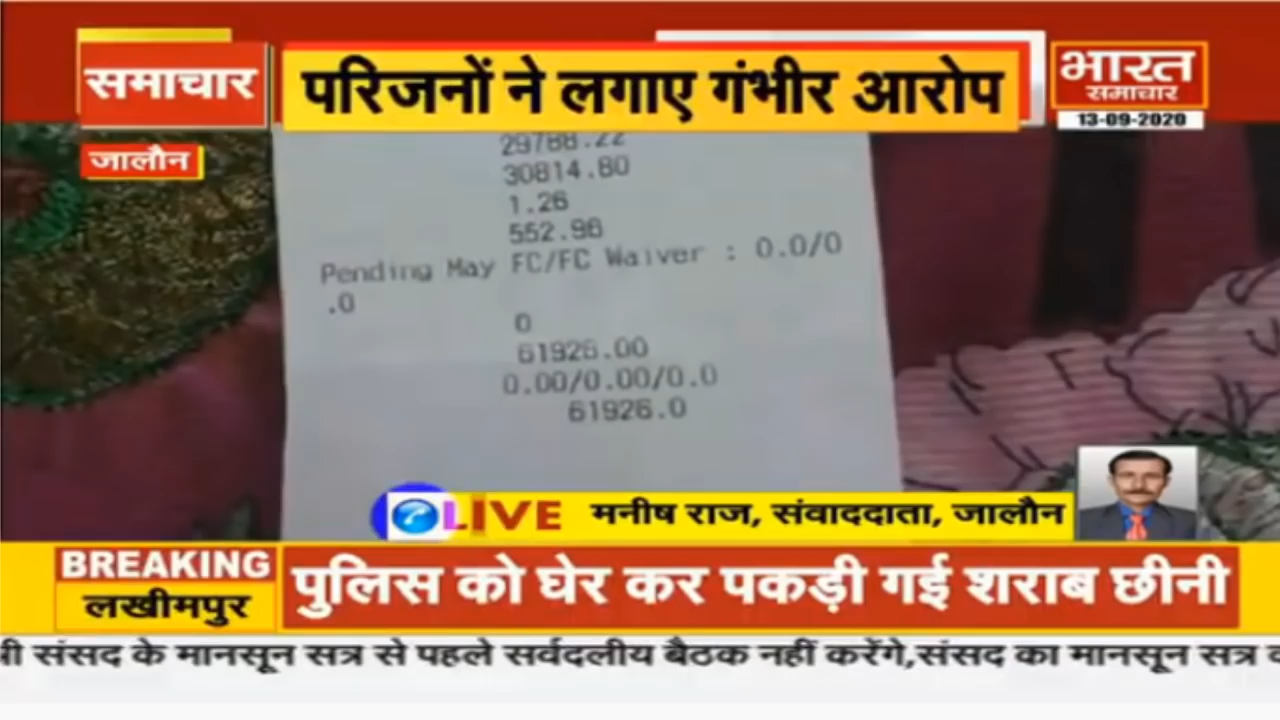 समाचार
परिजनों ने लगाए गंभीर आरोप
भारत
समाचार
13-09-2020
जालौन
29788.22
30814.80
1.26
552.98
Pending May FC/FC Waiver : 0.0/0
.0
0
61926.00
0.00/0.00/0.0
61926.0
LIVE
मनीष राज, संवाददाता, जालौन
BREAKING
लखीमपुर
पुलिस को घेर कर पकड़ी गई शराब छीनी
संसद के मानसून सत्र से पहले सर्वदलीय बैठक नहीं करेंगे,संसद का मानसून सत्र